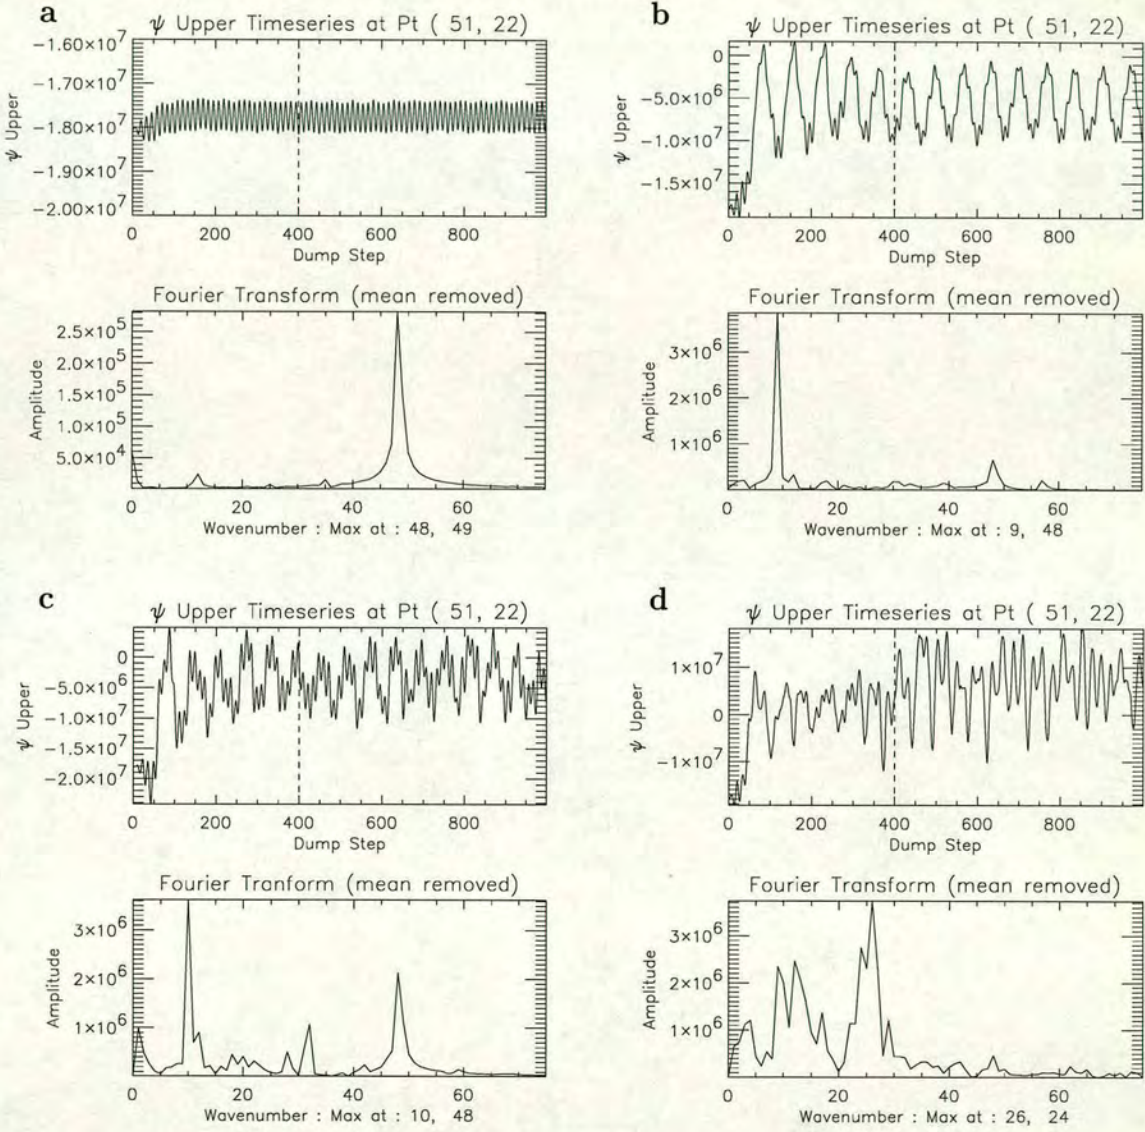 a
ψ Upper Timeseries at Pt ( 51, 22)
−1.60×10⁷
−1.70×10⁷
−1.80×10⁷
−1.90×10⁷
−2.00×10⁷
ψ Upper
200 400 600 800
Dump Step
Fourier Transform (mean removed)
2.5×10⁵
2.0×10⁵
1.5×10⁵
1.0×10⁵
5.0×10⁴
Amplitude
0 20 40 60
Wavenumber : Max at : 48, 49
b
ψ Upper Timeseries at Pt ( 51, 22)
0
−5.0×10⁶
−1.0×10⁷
−1.5×10⁷
ψ Upper
0 200 400 600 800
Dump Step
Fourier Transform (mean removed)
3×10⁶
2×10⁶
1×10⁶
Amplitude
0 20 40 60
Wavenumber : Max at : 9, 48
c
ψ Upper Timeseries at Pt ( 51, 22)
0
−5.0×10⁶
−1.0×10⁷
−1.5×10⁷
−2.0×10⁷
ψ Upper
0 200 400 600 800
Dump Step
Fourier Tranform (mean removed)
3×10⁶
2×10⁶
1×10⁶
Amplitude
0 20 40 60
Wavenumber : Max at : 10, 48
d
ψ Upper Timeseries at Pt ( 51, 22)
1×10⁷
0
−1×10⁷
ψ Upper
0 200 400 600 800
Dump Step
Fourier Transform (mean removed)
3×10⁶
2×10⁶
1×10⁶
Amplitude
0 20 40 60
Wavenumber : Max at : 26, 24